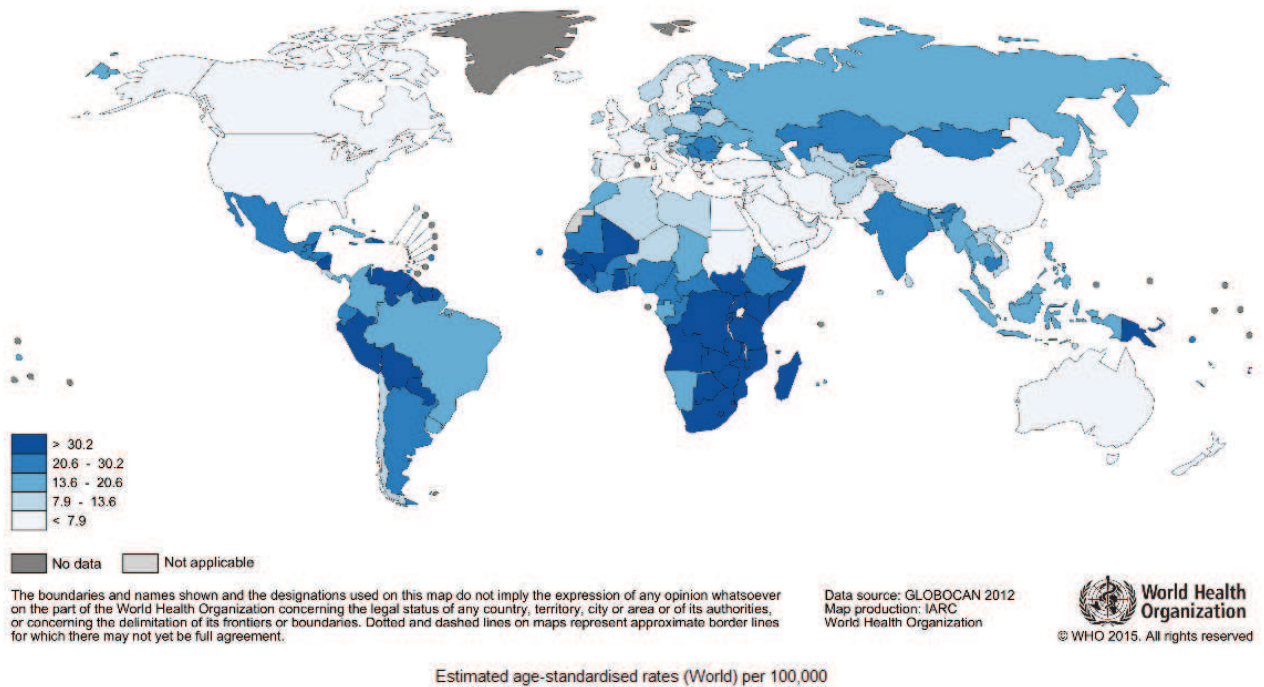 > 30.2
20.6 - 30.2
13.6 - 20.6
7.9 - 13.6
< 7.9
No data
Not applicable
The boundaries and names shown and the designations used on this map do not imply the expression of any opinion whatsoever
on the part of the World Health Organization concerning the legal status of any country, territory, city or area or of its authorities,
or concerning the delimitation of its frontiers or boundaries. Dotted and dashed lines on maps represent approximate border lines
for which there may not yet be full agreement.
Data source: GLOBOCAN 2012
Map production: IARC
World Health Organization
World Health
Organization
© WHO 2015. All rights reserved
Estimated age-standardised rates (World) per 100,000